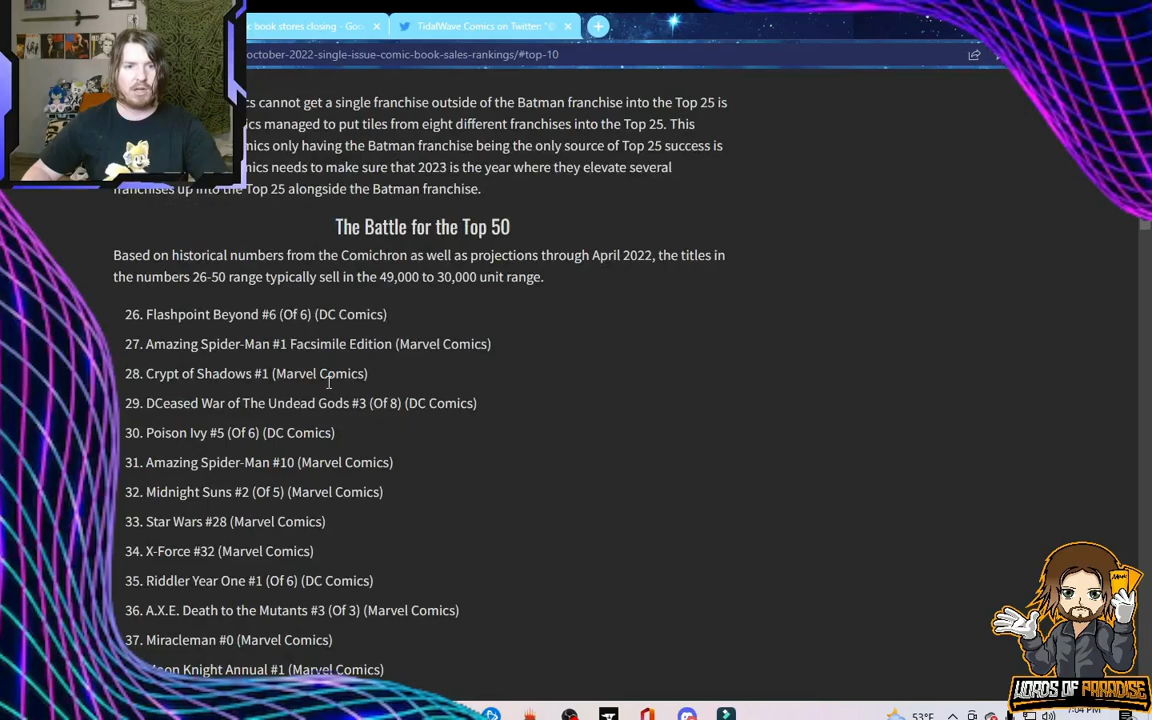 c book stores closing - Goo
TidalWave Comics on Twitter: "©
october-2022-single-issue-comic-book-sales-rankings/#top-10
cs cannot get a single franchise outside of the Batman franchise into the Top 25 is
ics managed to put tiles from eight different franchises into the Top 25. This
mics only having the Batman franchise being the only source of Top 25 success is
mics needs to make sure that 2023 is the year where they elevate several
franchises up into the Top 25 alongside the Batman franchise.
The Battle for the Top 50
Based on historical numbers from the Comichron as well as projections through April 2022, the titles in
the numbers 26-50 range typically sell in the 49,000 to 30,000 unit range.
26. Flashpoint Beyond #6 (Of 6) (DC Comics)
27. Amazing Spider-Man #1 Facsimile Edition (Marvel Comics)
28. Crypt of Shadows #1 (Marvel Comics)
29. DCeased War of The Undead Gods #3 (Of 8) (DC Comics)
30. Poison Ivy #5 (Of 6) (DC Comics)
31. Amazing Spider-Man #10 (Marvel Comics)
32. Midnight Suns #2 (Of 5) (Marvel Comics)
33. Star Wars #28 (Marvel Comics)
34. X-Force #32 (Marvel Comics)
35. Riddler Year One #1 (Of 6) (DC Comics)
36. A.X.E. Death to the Mutants #3 (Of 3) (Marvel Comics)
37. Miracleman #0 (Marvel Comics)
Moon Knight Annual #1 (Marvel Comics)
WORDS OF PARADISE
53°F
7:04 PM